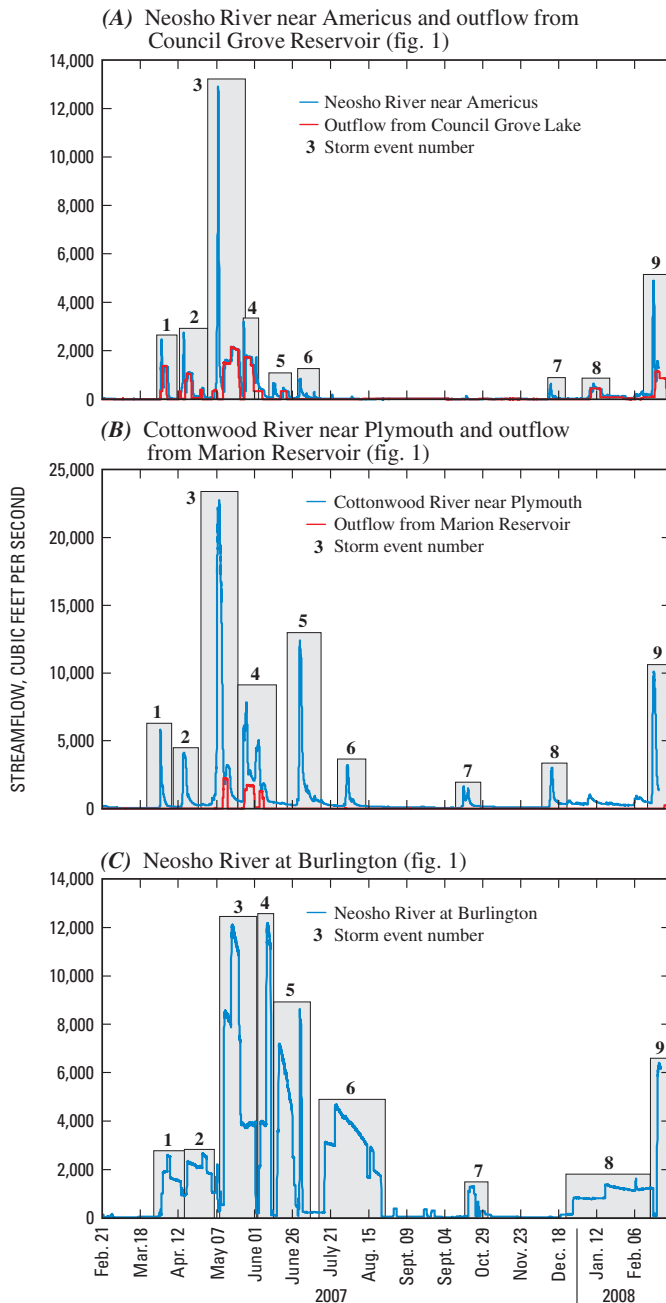 (A) Neosho River near Americus and outflow from
Council Grove Reservoir (fig. 1)
14,000
12,000
10,000
8,000
6,000
4,000
2,000
0
3
Neosho River near Americus
Outflow from Council Grove Lake
3 Storm event number
1
2
4
5
6
7
8
9
(B) Cottonwood River near Plymouth and outflow
from Marion Reservoir (fig. 1)
STREAMFLOW, CUBIC FEET PER SECOND
25,000
20,000
15,000
10,000
5,000
0
3
Cottonwood River near Plymouth
Outflow from Marion Reservoir
3 Storm event number
1
2
4
5
6
7
8
9
(C) Neosho River at Burlington (fig. 1)
14,000
12,000
10,000
8,000
6,000
4,000
2,000
0
3
4
Neosho River at Burlington
3 Storm event number
1
2
5
6
7
8
9
Feb. 21
Mar.18
Apr. 12
May 07
June 01
June 26
July 21
Aug. 15
Sept. 09
Sept. 04
Oct. 29
Nov. 23
Dec. 18
Jan. 12
Feb. 06
2007
2008